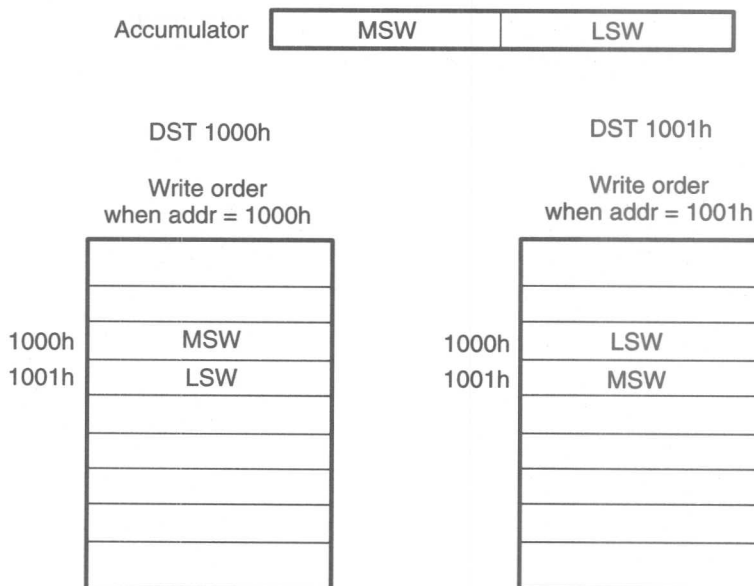 Accumulator MSW LSW
DST 1000h
Write order
when addr = 1000h
1000h MSW
1001h LSW
DST 1001h
Write order
when addr = 1001h
1000h LSW
1001h MSW